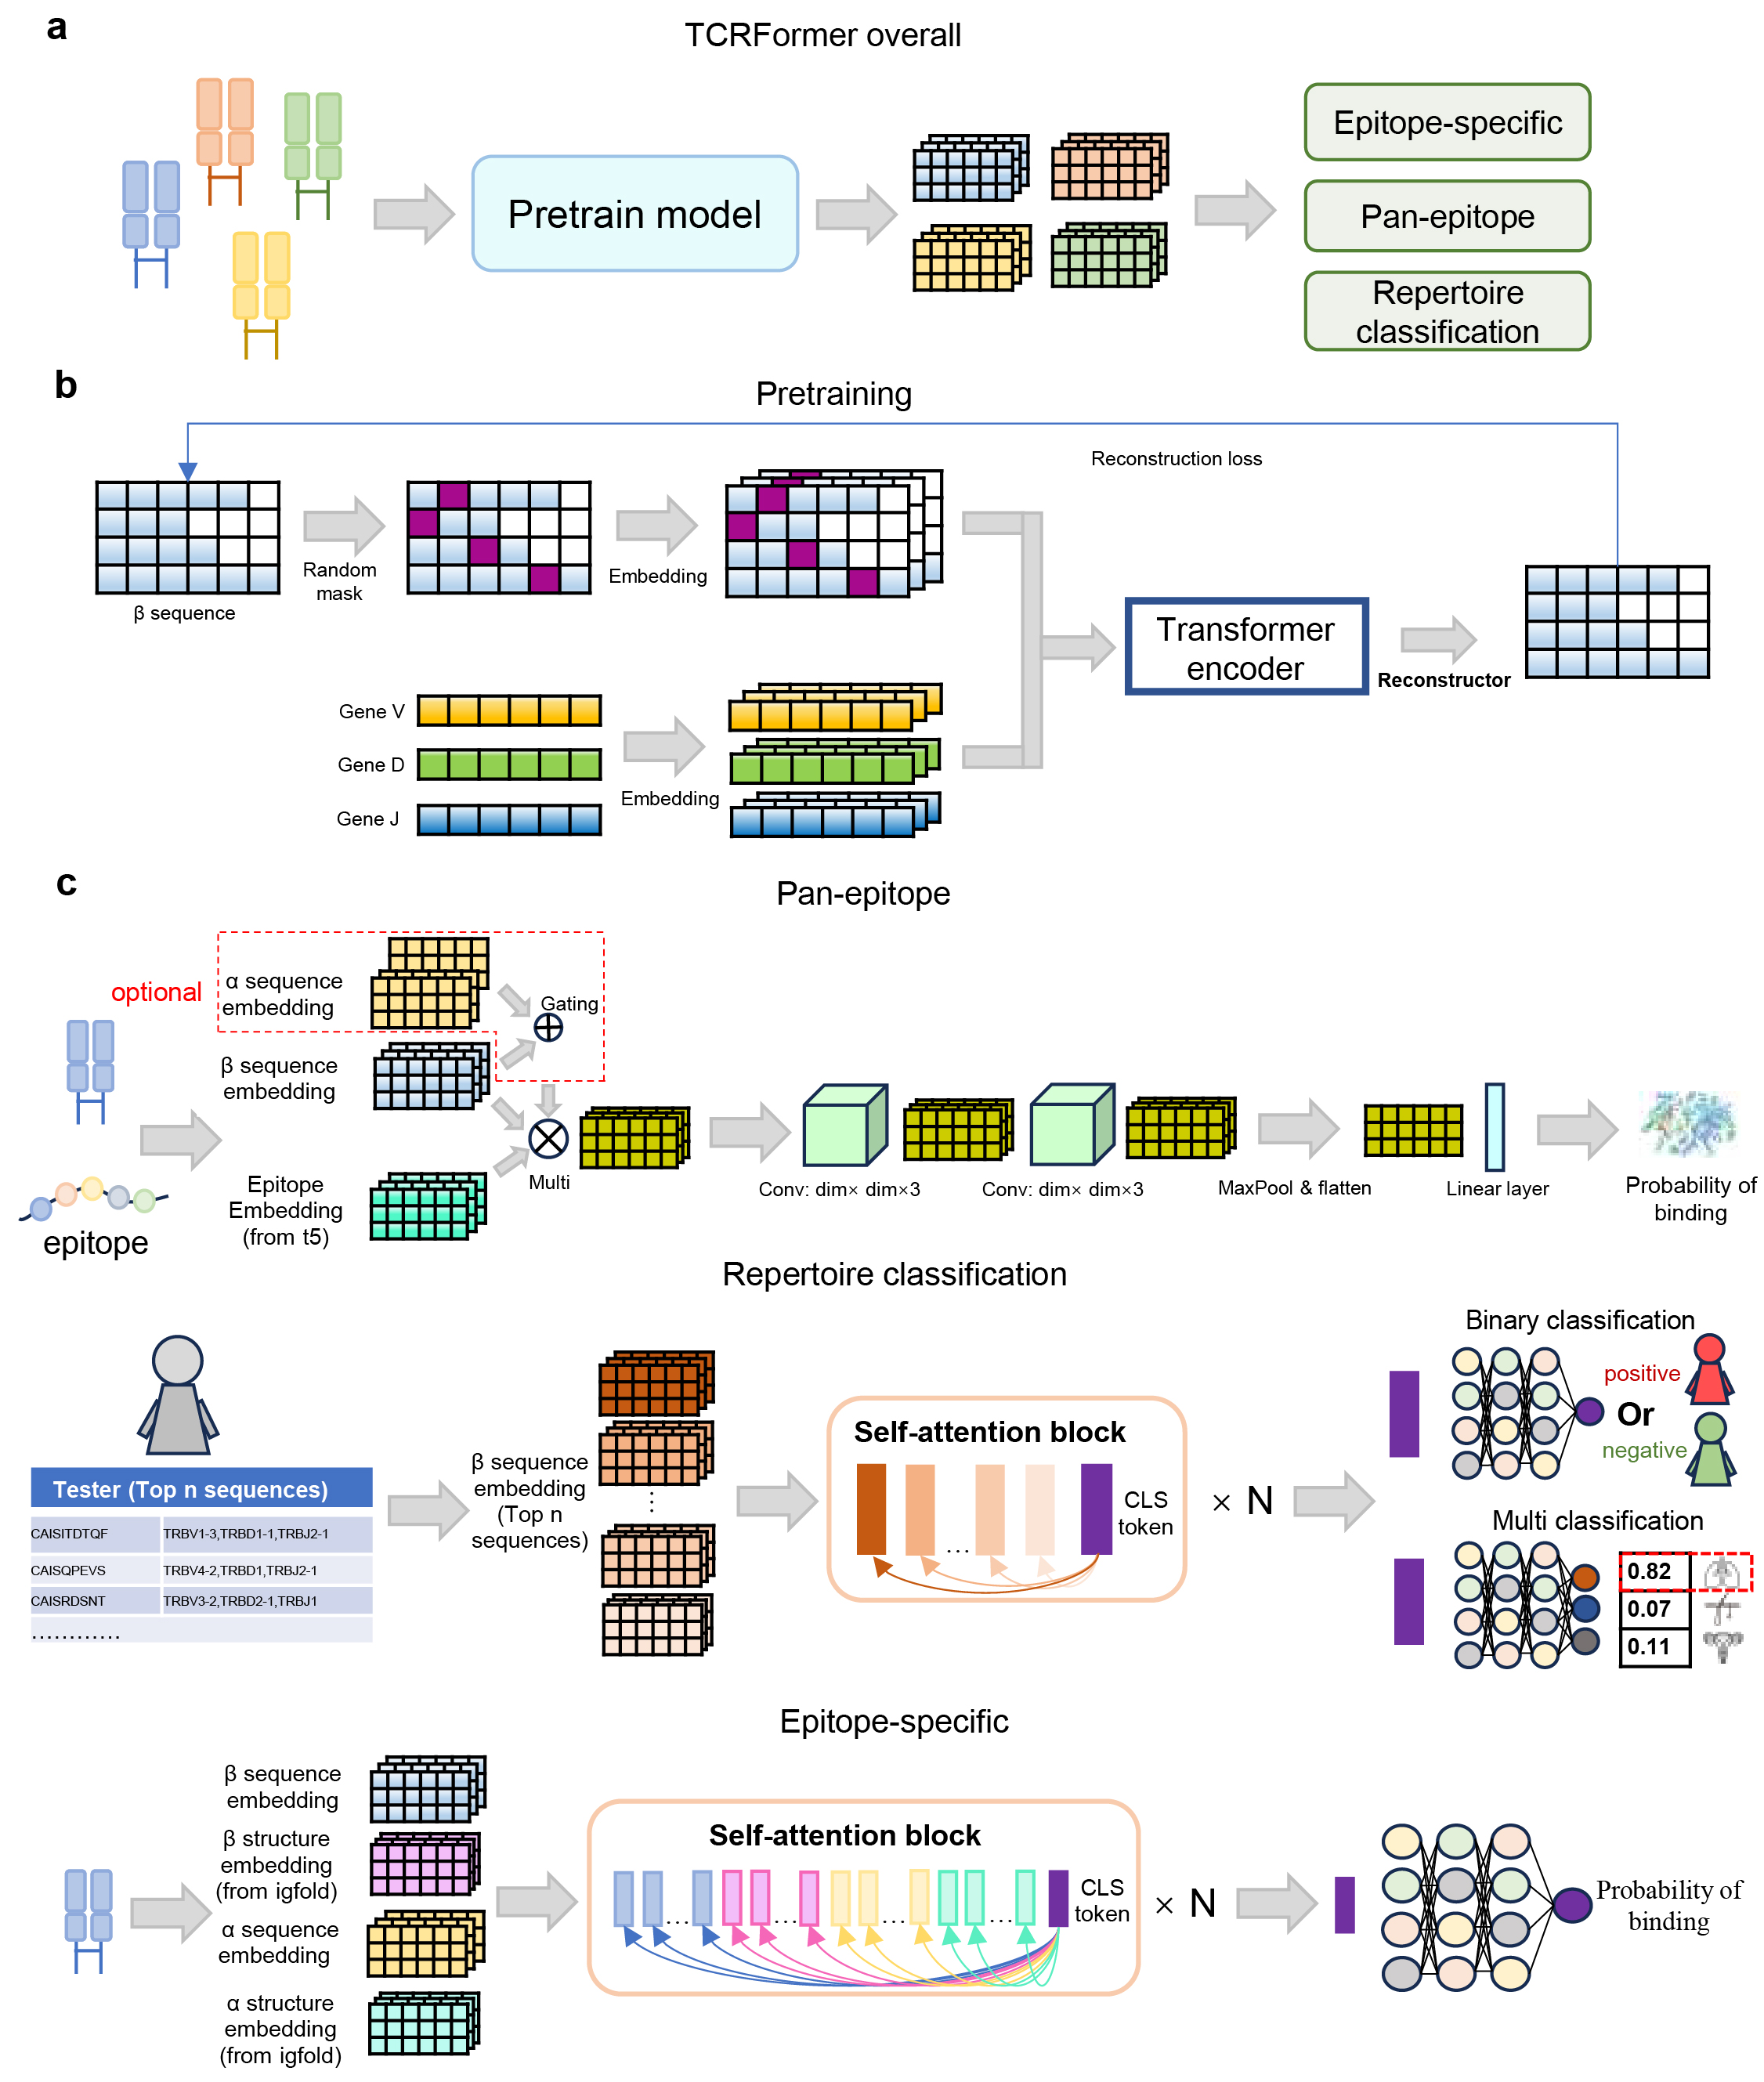 a
TCRFormer overall
Pretrain model
Epitope-specific
Pan-epitope
Repertoire
classification
b
Pretraining
Reconstruction loss
β sequence
Random
mask
Embedding
Gene V
Gene D
Gene J
Embedding
Transformer
encoder
Reconstructor
c
Pan-epitope
optional
α sequence
embedding
Gating
β sequence
embedding
Multi
Epitope
Embedding
(from t5)
epitope
Conv: dim× dim×3
Conv: dim× dim×3
MaxPool & flatten
Linear layer
Probability of
binding
Repertoire classification
Tester (Top n sequences)
CAISITDTQF TRBV1-3,TRBD1-1,TRBJ2-1
CAISQPEVS TRBV4-2,TRBD1,TRBJ2-1
CAISRDSNT TRBV3-2,TRBD2-1,TRBJ1
............
β sequence
embedding
(Top n
sequences)
Self-attention block
...
CLS
token
× N
Binary classification
positive
Or
negative
Multi classification
0.82
0.07
0.11
Epitope-specific
β sequence
embedding
β structure
embedding
(from igfold)
α sequence
embedding
α structure
embedding
(from igfold)
Self-attention block
... ... ... ...
CLS
token
× N
Probability of
binding